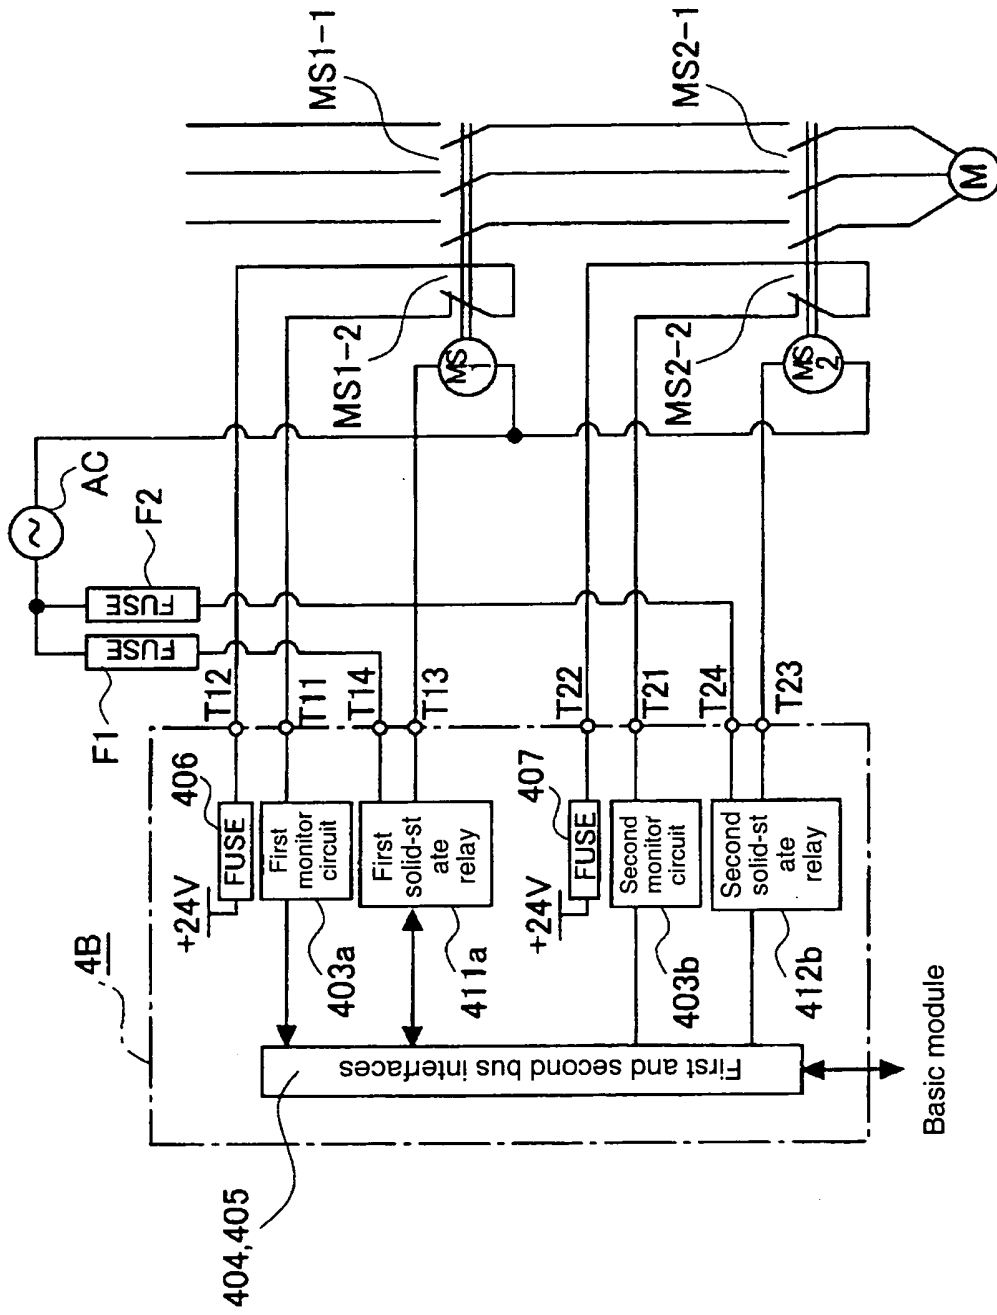 MS1-1
MS2-1
MS1-2
MS2-2
MS
1
MS
2
M
AC
F2
F1
FUSE
FUSE
T12
T11
T14
T13
T22
T21
T24
T23
406
407
+24V
FUSE
First
monitor
circuit
First
solid-st
ate relay
+24V
FUSE
Second
monitor
circuit
Second
solid-st
ate relay
4B
403a
411a
403b
412b
First and second bus interfaces
Basic module
404,405